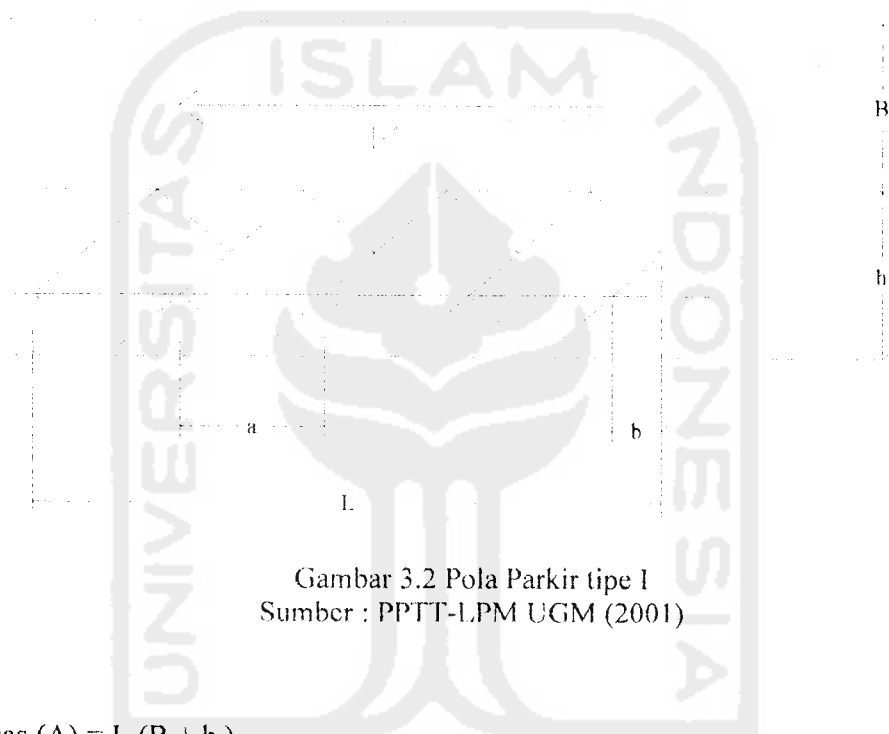 ISLAM
UNIVERSITAS
INDONESIA
B
h
a
b
L
Gambar 3.2 Pola Parkir tipe I
Sumber : PPTT-LPM UGM (2001)
(A) = L (B + h )